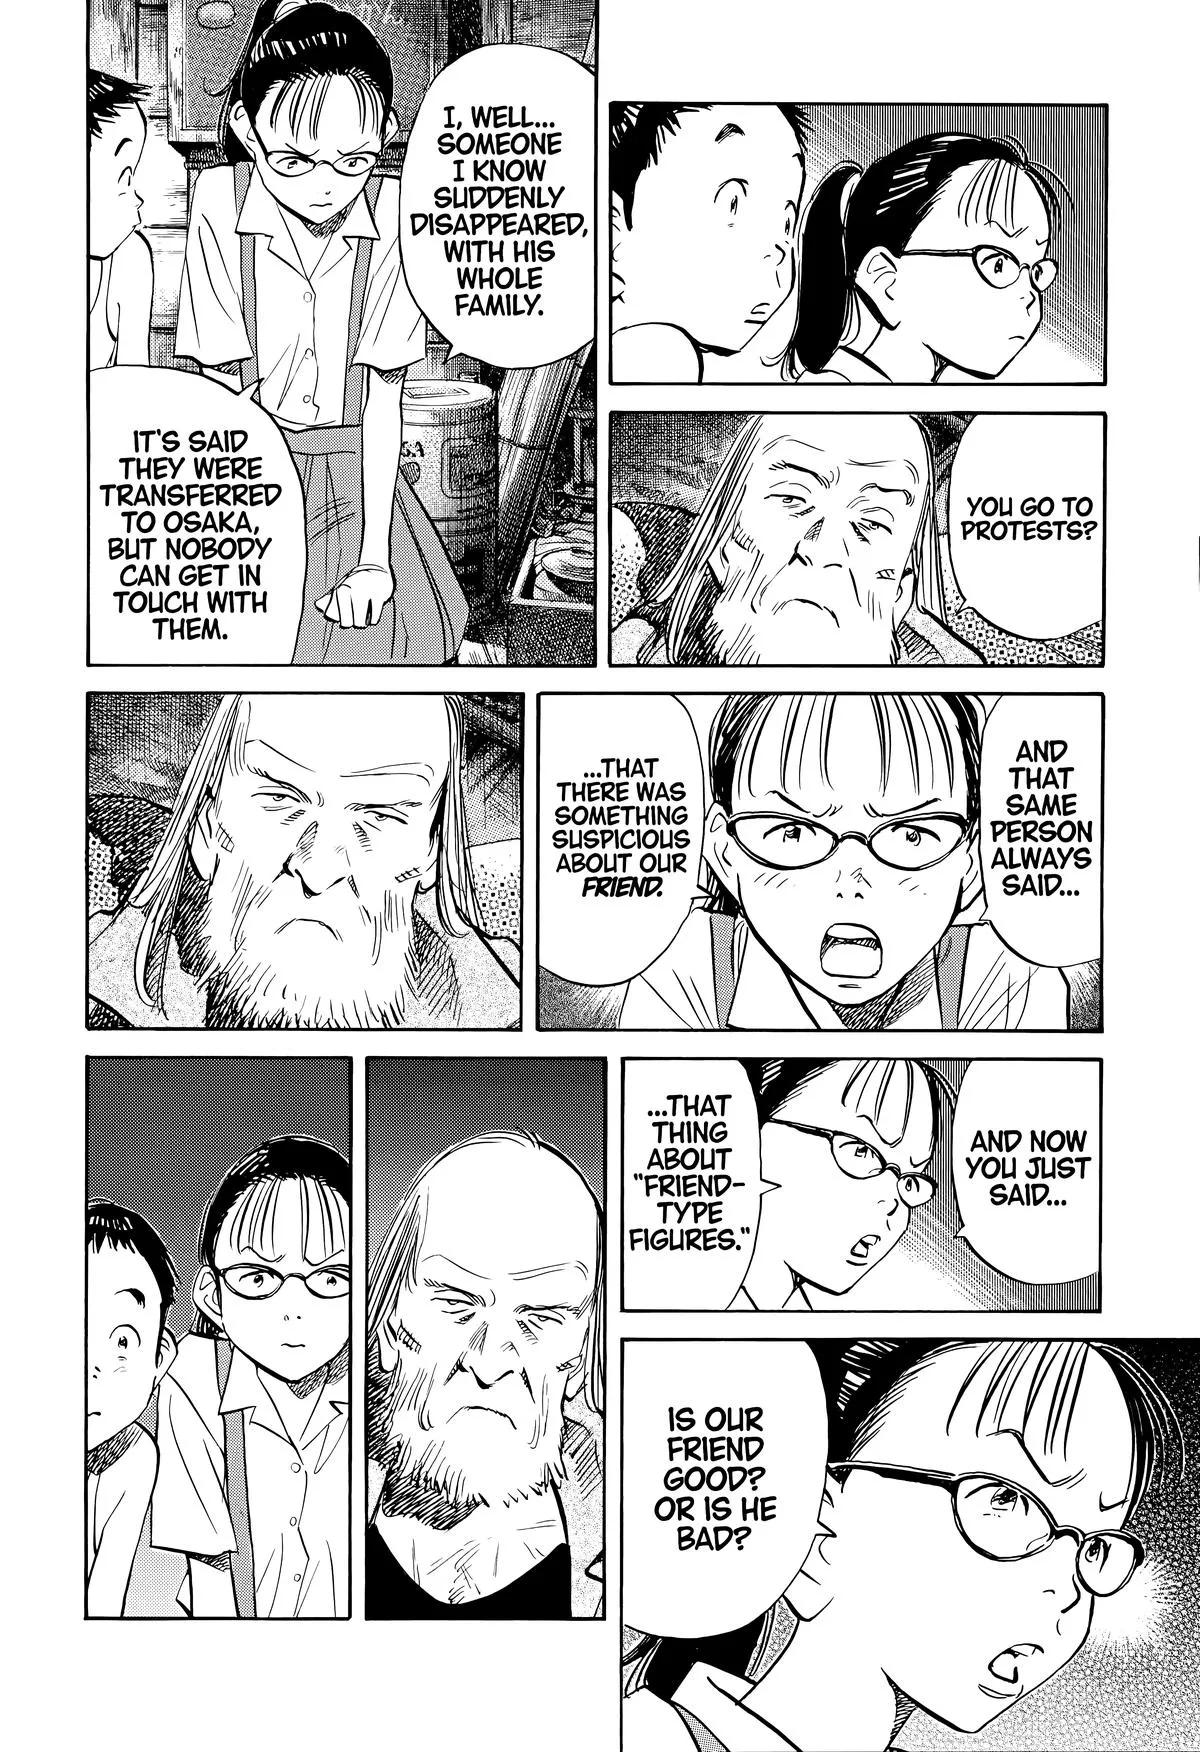 YOU GO TO
PROTESTS?
I, WELL...
SOMEONE
I KNOW
SUDDENLY
DISAPPEARED,
WITH HIS
WHOLE
FAMILY.
IT'S SAID
THEY WERE
TRANSFERRED
TO OSAKA,
BUT NOBODY
CAN GET IN
TOUCH WITH
THEM.
AND
THAT
SAME
PERSON
ALWAYS
SAID...
...THAT
THERE WAS
SOMETHING
SUSPICIOUS
ABOUT OUR
FRIEND.
AND NOW
YOU JUST
SAID...
...THAT
THING
ABOUT
"FRIEND-
TYPE
FIGURES."
IS OUR
FRIEND
GOOD?
OR IS HE
BAD?